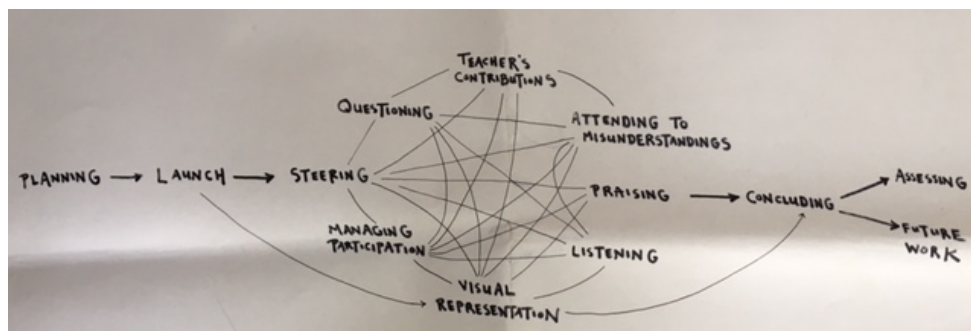 TEACHER'S
CONTRIBUTIONS
QUESTIONING
ATTENDING TO
MISUNDERSTANDINGS
PLANNING
LAUNCH
STEERING
PRAISING
CONCLUDING
ASSESSING
FUTURE
WORK
MANAGING
PARTICIPATION
LISTENING
VISUAL
REPRESENTATION